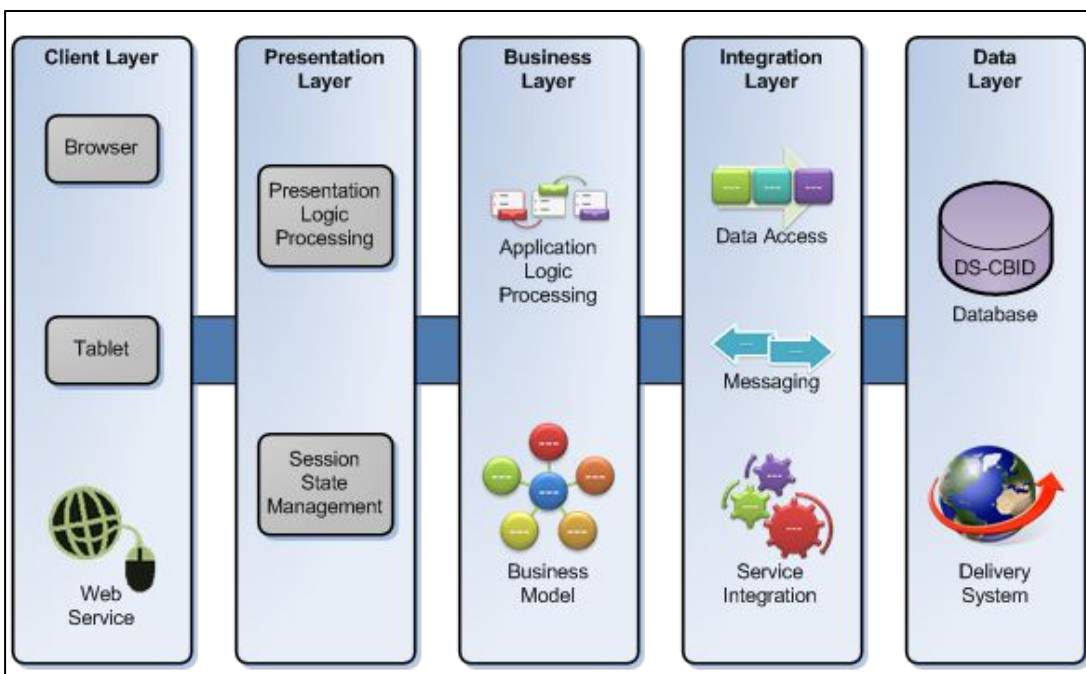 Client Layer
Browser
Tablet
Web
Service
Presentation
Layer
Presentation
Logic
Processing
Session
State
Management
Business
Layer
Application
Logic
Processing
Business
Model
Integration
Layer
---
---
---
Data Access
---
---
Messaging
---
---
---
Service
Integration
Data
Layer
DS-CBID
Database
Delivery
System